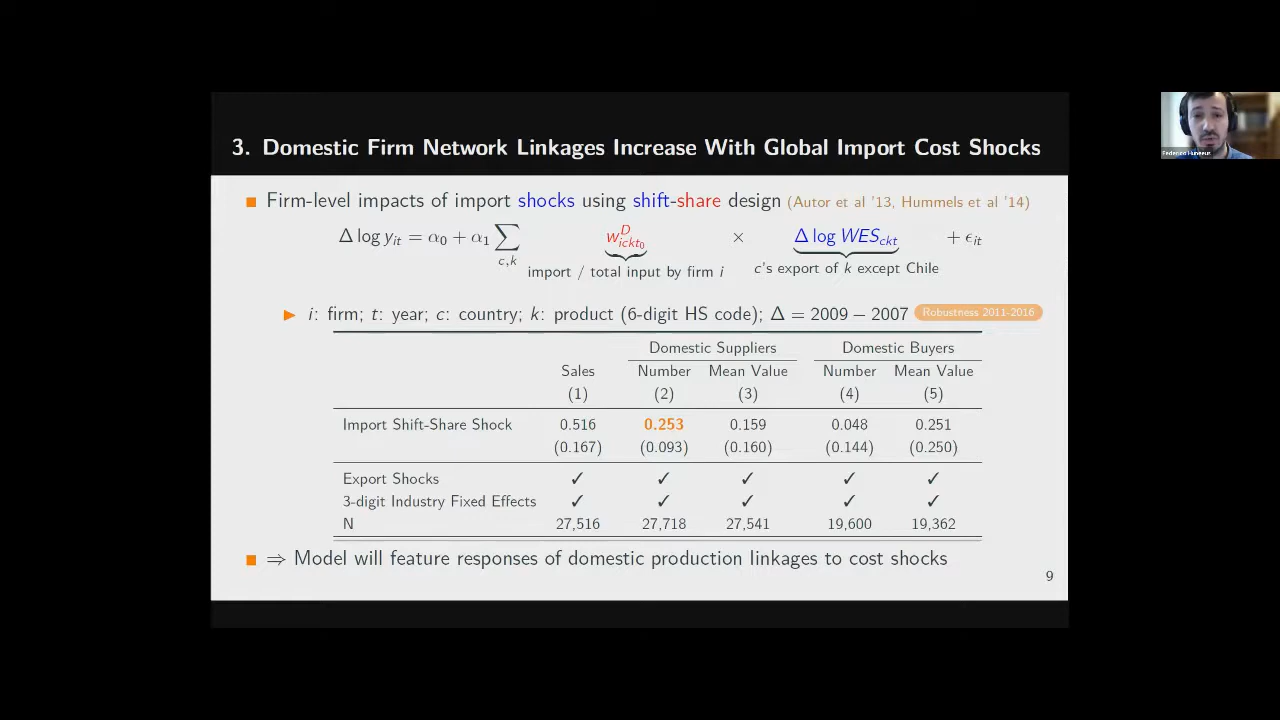 3. Domestic Firm Network Linkages Increase With Global Import Cost Shocks
Federico Huneeus
Firm-level impacts of import shocks using shift-share design (Autor et al '13, Hummels et al '14)
Δ log y_{it} = α_0 + α_1 ∑_{c,k} w^D_{ickt_0} × Δ log WES_{ckt} + ϵ_{it}
import / total input by firm i c's export of k except Chile
▶ i: firm; t: year; c: country; k: product (6-digit HS code); Δ = 2009 − 2007 Robustness 2011-2016
Domestic Suppliers Domestic Buyers
Sales Number Mean Value Number Mean Value
(1) (2) (3) (4) (5)
Import Shift-Share Shock 0.516 0.253 0.159 0.048 0.251
(0.167) (0.093) (0.160) (0.144) (0.250)
Export Shocks ✓ ✓ ✓ ✓ ✓
3-digit Industry Fixed Effects ✓ ✓ ✓ ✓ ✓
N 27,516 27,718 27,541 19,600 19,362
⇒ Model will feature responses of domestic production linkages to cost shocks
9